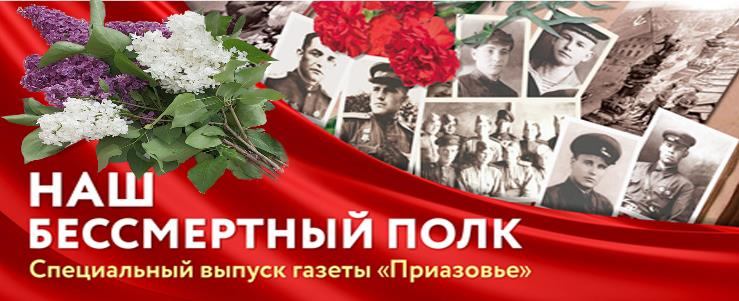 НАШ
БЕССМЕРТНЫЙ ПОЛК
Специальный выпуск газеты «Приазовье»